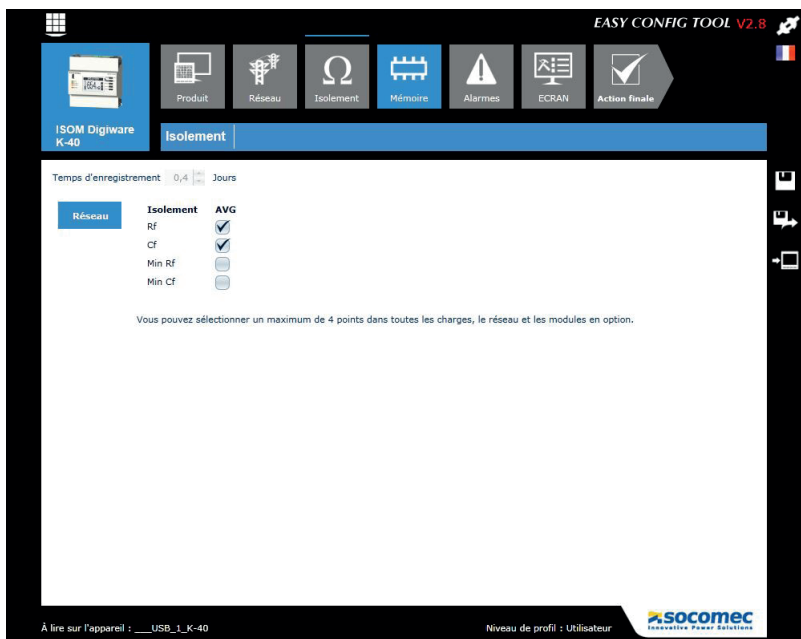 EASY CONFIG TOOL V2.8
Produit
Réseau
Isolement
Mémoire
Alarmes
ECRAN
Action finale
ISOM Digiware
K-40
Isolement
Temps d'enregistrement 0,4 Jours
Réseau
Isolement AVG
Rf
Cf
Min Rf
Min Cf
Vous pouvez sélectionner un maximum de 4 points dans toutes les charges, le réseau et les modules en option.
À lire sur l'appareil : ___USB_1_K-40
Niveau de profil : Utilisateur
socomec
Innovative Power Solutions